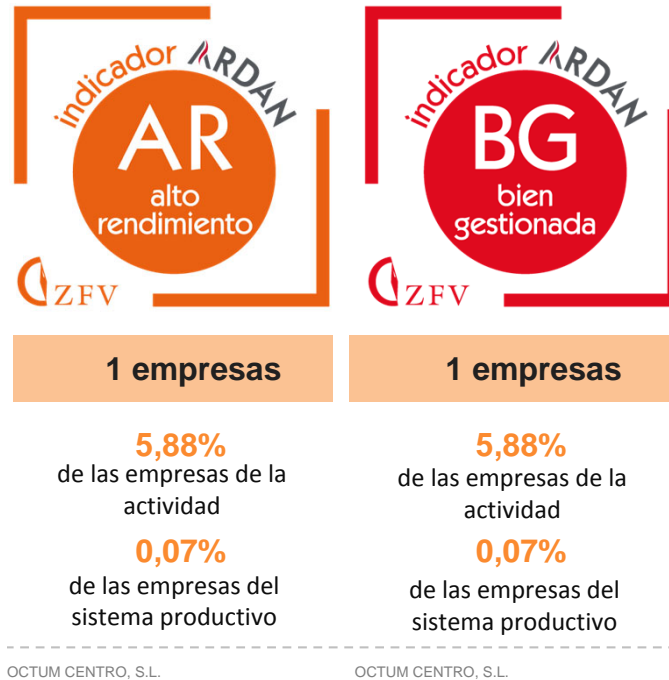 indicador ARDAN
AR
alto
rendimiento
ZFV
1 empresas
5,88%
de las empresas de la
actividad
0,07%
de las empresas del
sistema productivo
OCTUM CENTRO, S.L.
indicador ARDAN
BG
bien
gestionada
ZFV
1 empresas
5,88%
de las empresas de la
actividad
0,07%
de las empresas del
sistema productivo
OCTUM CENTRO, S.L.